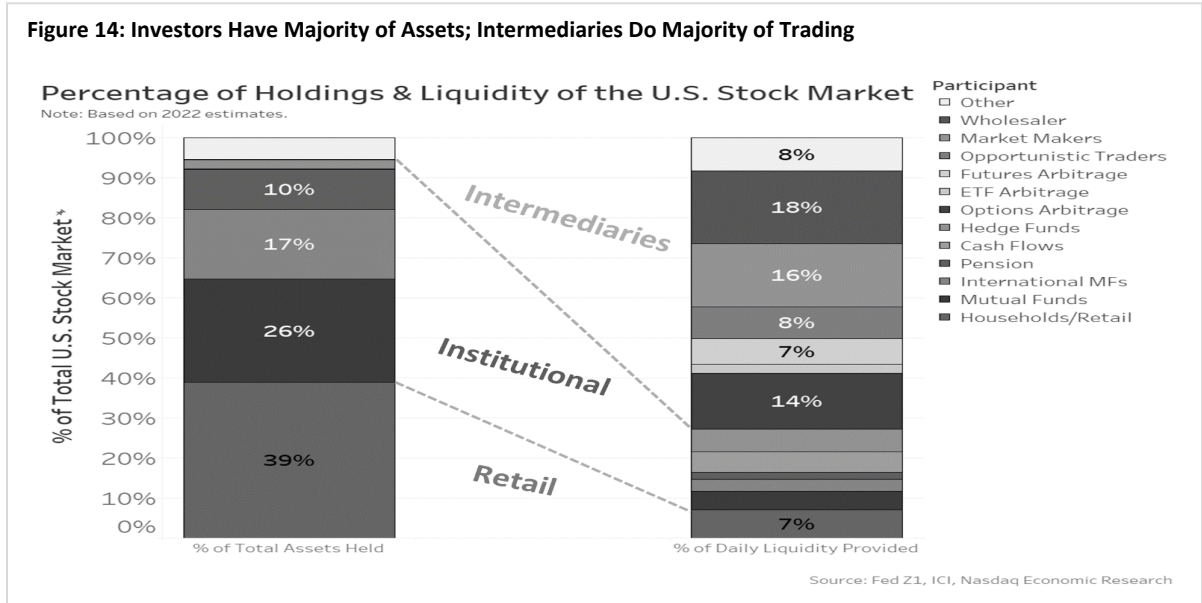 Figure 14: Investors Have Majority of Assets; Intermediaries Do Majority of Trading
Percentage of Holdings & Liquidity of the U.S. Stock Market
Note: Based on 2022 estimates.
% of Total U.S. Stock Market*
100%
90%
80%
70%
60%
50%
40%
30%
20%
10%
0%
10%
17%
26%
39%
Intermediaries
Institutional
Retail
8%
18%
16%
8%
7%
14%
7%
% of Total Assets Held
% of Daily Liquidity Provided
Participant
Other
Wholesaler
Market Makers
Opportunistic Traders
Futures Arbitrage
ETF Arbitrage
Options Arbitrage
Hedge Funds
Cash Flows
Pension
International MFs
Mutual Funds
Households/Retail
Source: Fed Z1, ICI, Nasdaq Economic Research